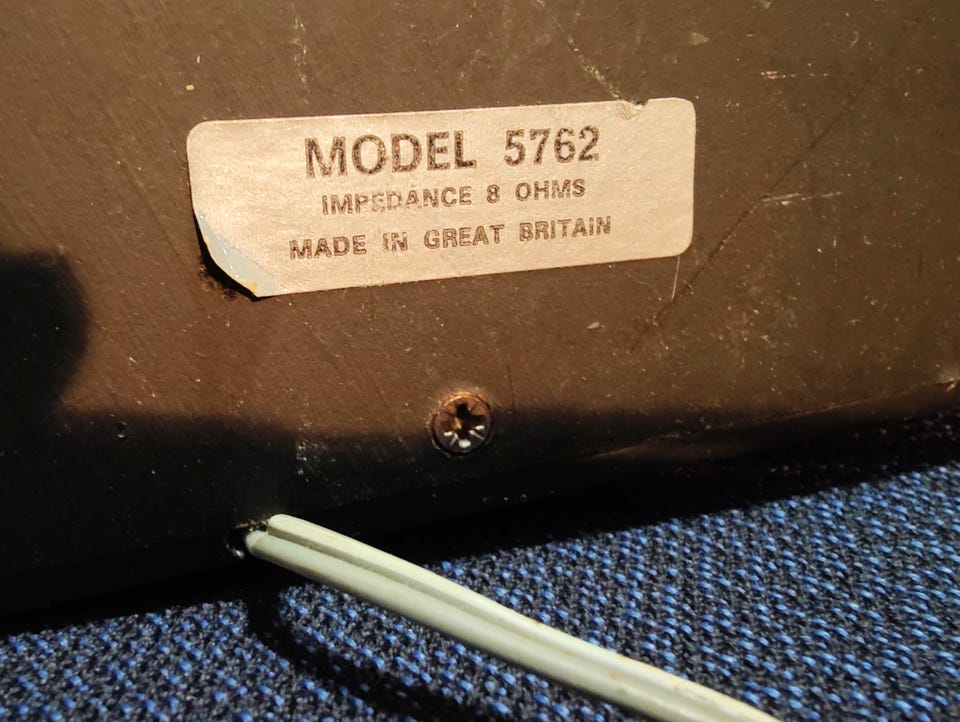 MODEL 5762
IMPEDANCE 8 OHMS
MADE IN GREAT BRITAIN